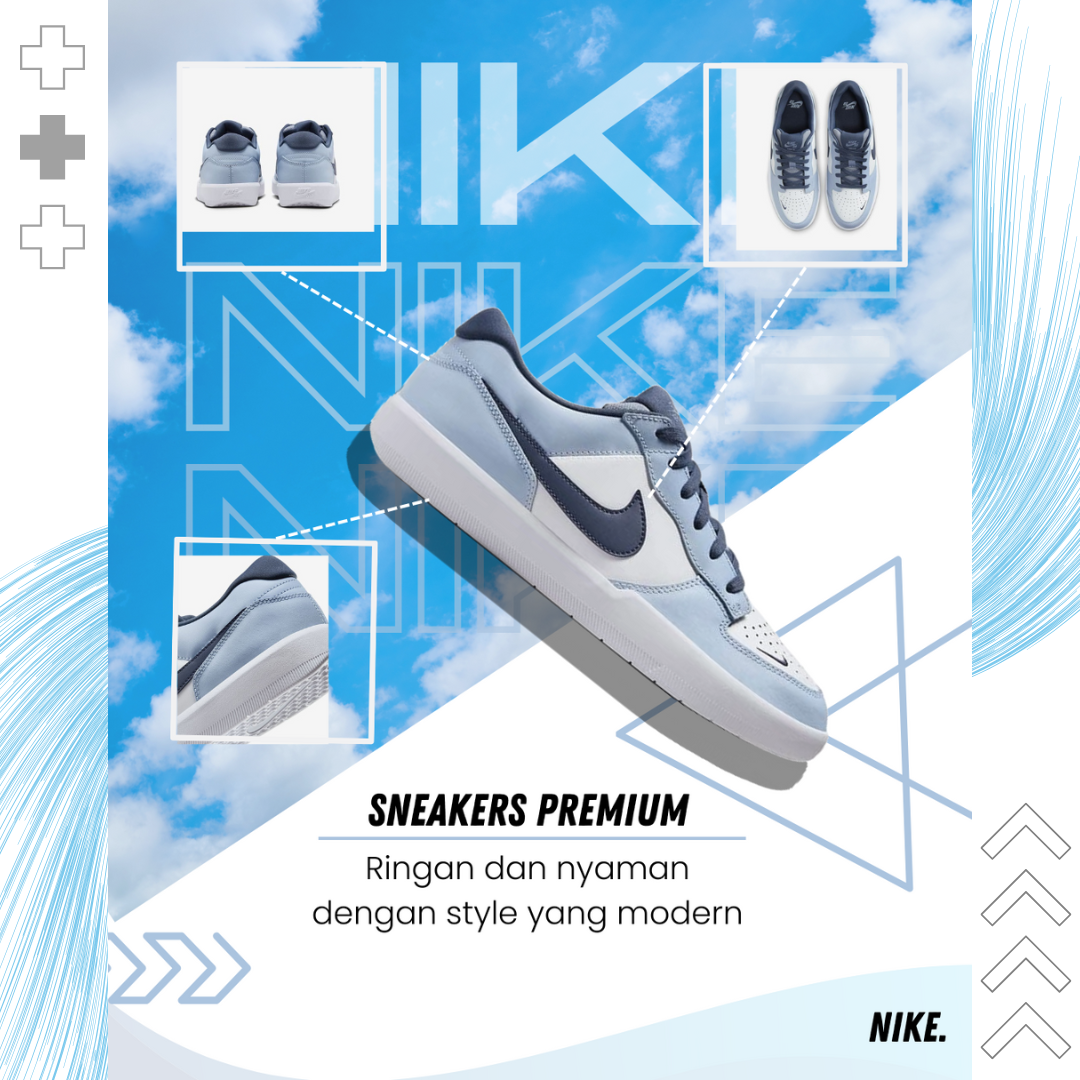 NIKE
NIKE
NIKE
SNEAKERS PREMIUM
Ringan dan nyaman
dengan style yang modern
NIKE.